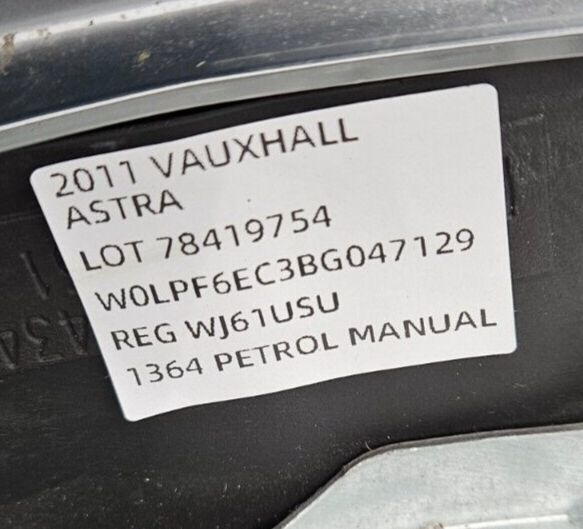 2011 VAUXHALL
ASTRA
LOT 78419754
W0LPF6EC3BG047129
REG WJ61USU
1364 PETROL MANUAL